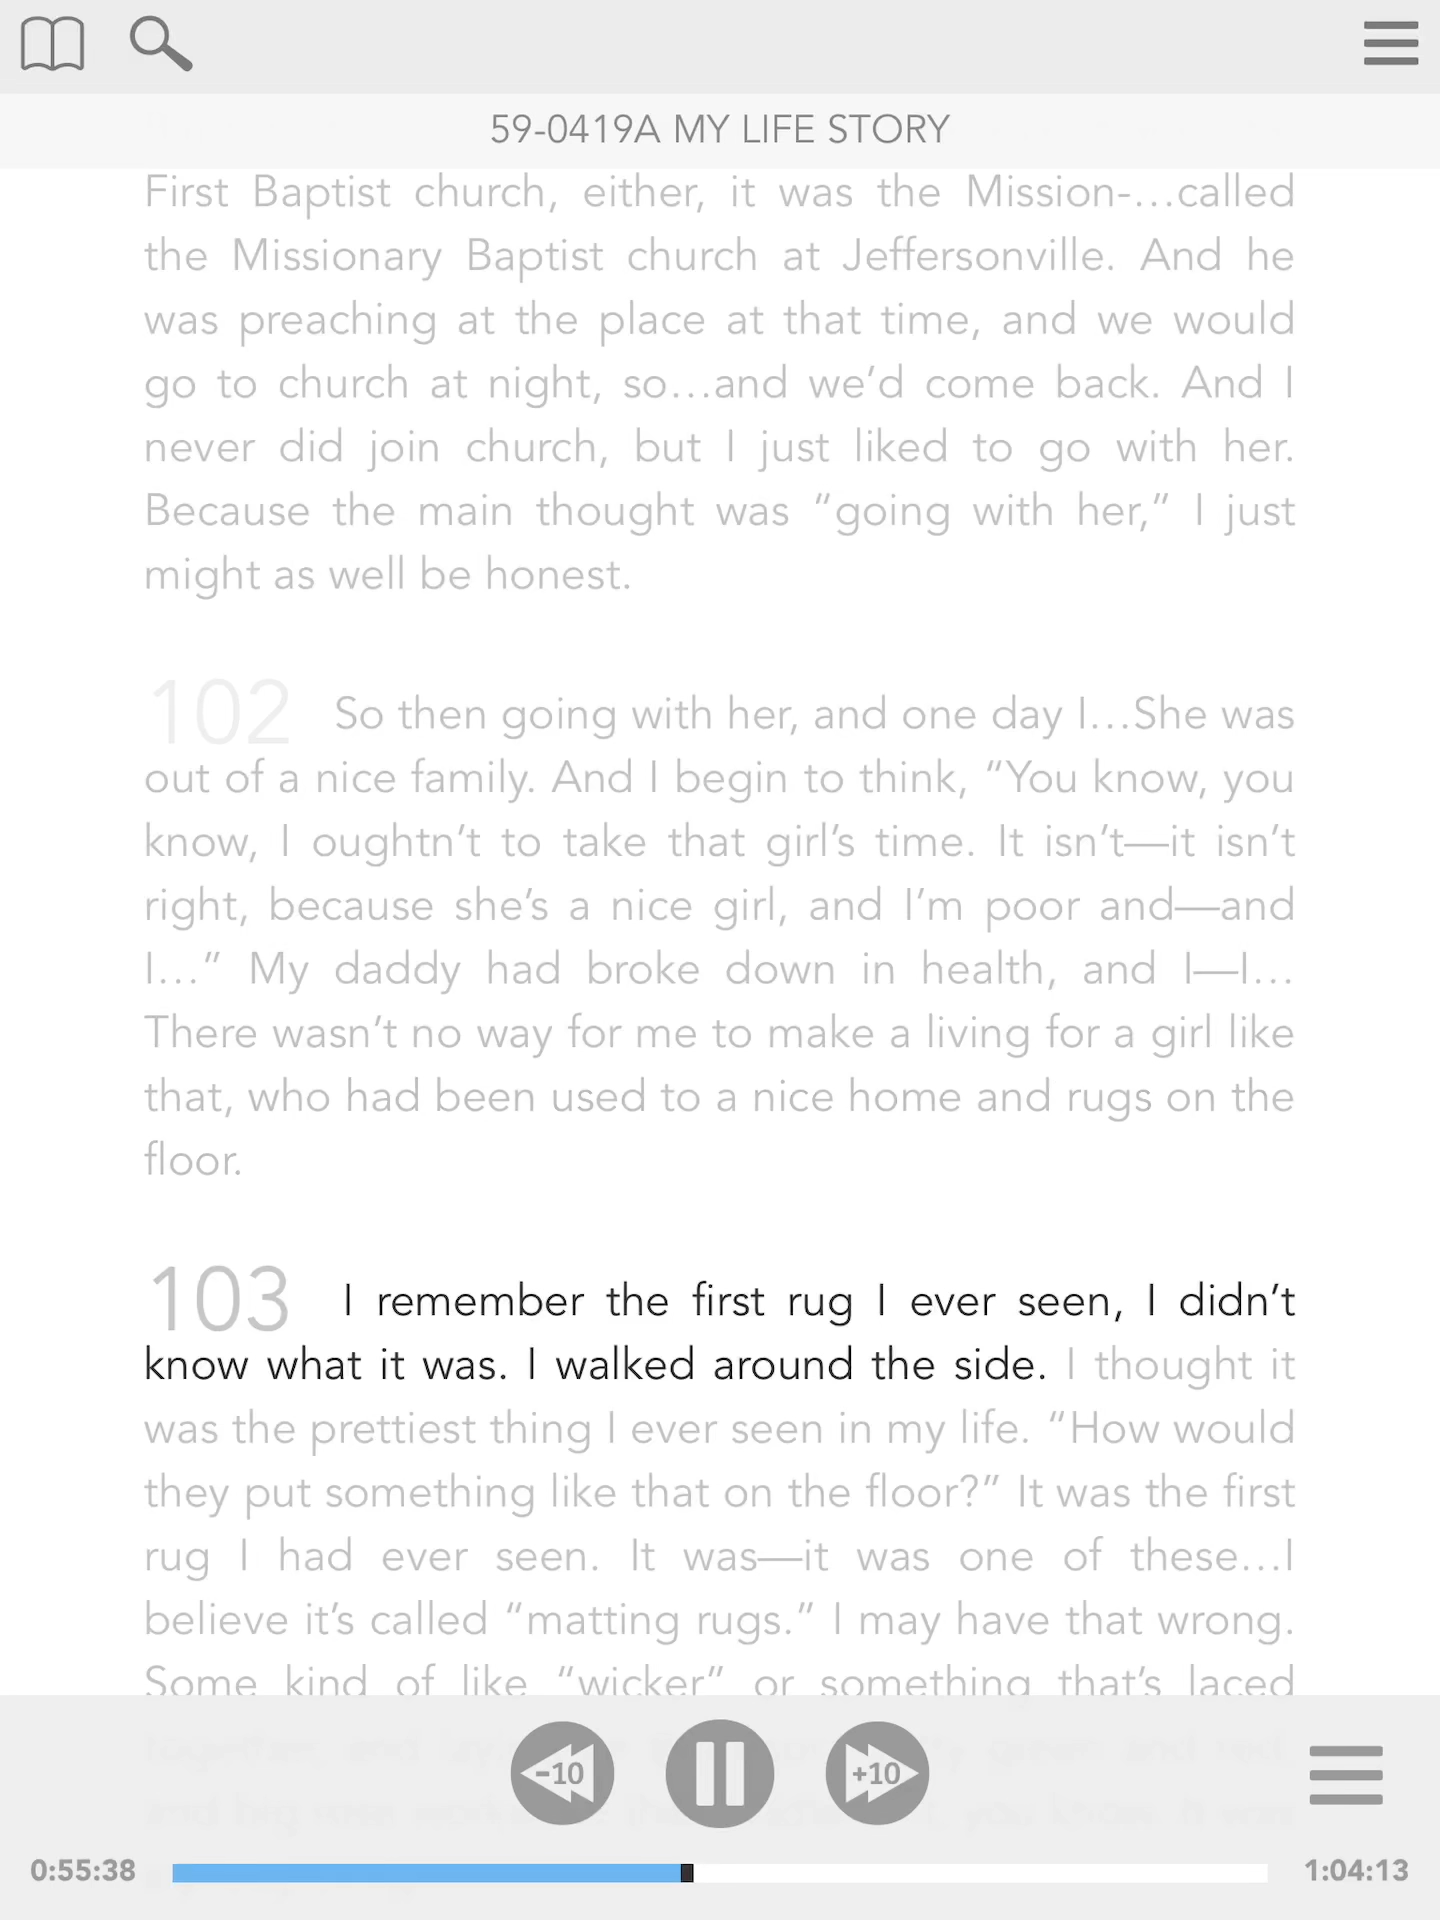 59-0419A MY LIFE STORY
First Baptist church, either, it was the Mission-…called
the Missionary Baptist church at Jeffersonville. And he
was preaching at the place at that time, and we would
go to church at night, so…and we’d come back. And I
never did join church, but I just liked to go with her.
Because the main thought was “going with her,” I just
might as well be honest.
102 So then going with her, and one day I…She was
out of a nice family. And I begin to think, “You know, you
know, I oughtn’t to take that girl’s time. It isn’t—it isn’t
right, because she’s a nice girl, and I’m poor and—and
I…” My daddy had broke down in health, and I—I…
There wasn’t no way for me to make a living for a girl like
that, who had been used to a nice home and rugs on the
floor.
103 I remember the first rug I ever seen, I didn’t
know what it was. I walked around the side. I thought it
was the prettiest thing I ever seen in my life. “How would
they put something like that on the floor?” It was the first
rug I had ever seen. It was—it was one of these…I
believe it’s called “matting rugs.” I may have that wrong.
Some kind of like “wicker” or something that’s laced
-10 +10
0:55:38 1:04:13